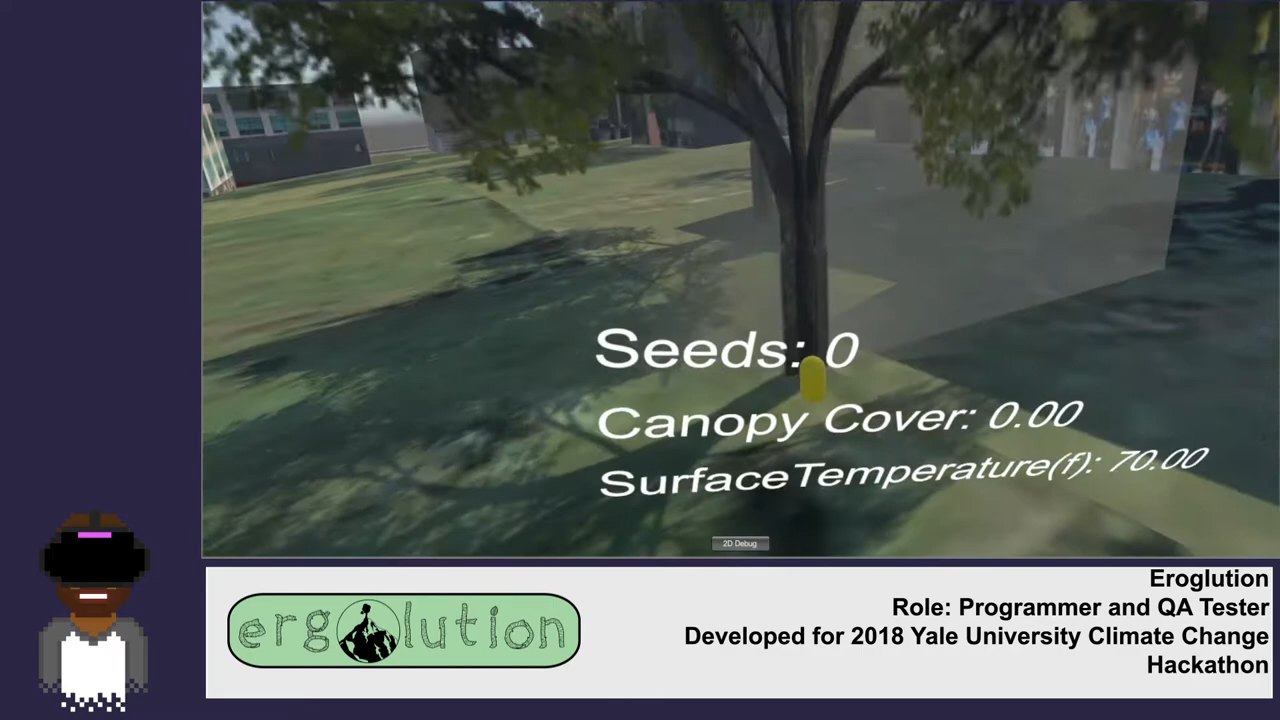 Seeds: 0
Canopy Cover: 0.00
SurfaceTemperature(f): 70.00
2D Debug
ergolution
Eroglution
Role: Programmer and QA Tester
Developed for 2018 Yale University Climate Change
Hackathon